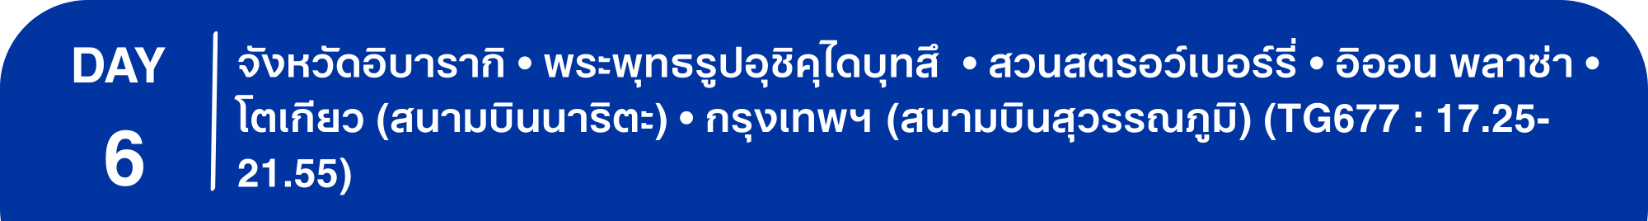 DAY
6
จังหวัดอิบารากิ • พระพุทธรูปอุชิคุไดบุทสึ • สวนสตรอว์เบอร์รี่ • อิออน พลาซ่า •
โตเกียว (สนามบินนาริตะ) • กรุงเทพฯ (สนามบินสุวรรณภูมิ) (TG677 : 17.25-
21.55)